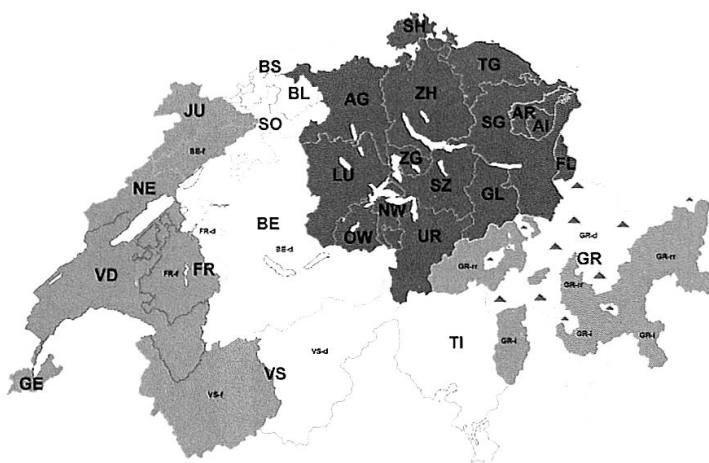 SH
BS
TG
BL
AG
ZH
JU
SO
SG
AR
AI
BE-f
ZG
FL
LU
SZ
NE
GL
NW
BE
FR-d
OW
UR
GR-d
BE-d
GR
GR-rr
GR-rr
VD
FR-f
FR
GR-rr
GR-i
GR-i
GR-i
TI
VS-d
VS
GE
VS-f